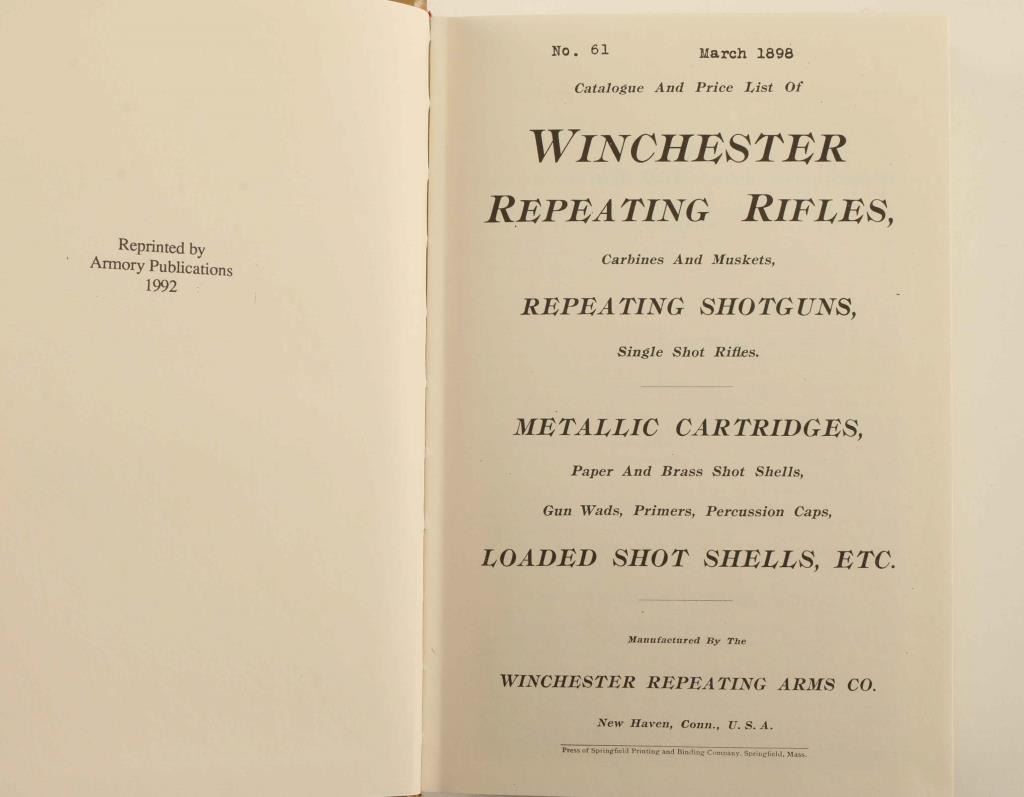 Reprinted by
Armory Publications
1992
No. 61 March 1898
Catalogue And Price List Of
WINCHESTER
REPEATING RIFLES,
Carbines And Muskets,
REPEATING SHOTGUNS,
Single Shot Rifles.
METALLIC CARTRIDGES,
Paper And Brass Shot Shells,
Gun Wads, Primers, Percussion Caps,
LOADED SHOT SHELLS, ETC.
Manufactured By The
WINCHESTER REPEATING ARMS CO.
New Haven, Conn., U. S. A.
Press of Springfield Printing and Binding Company, Springfield, Mass.